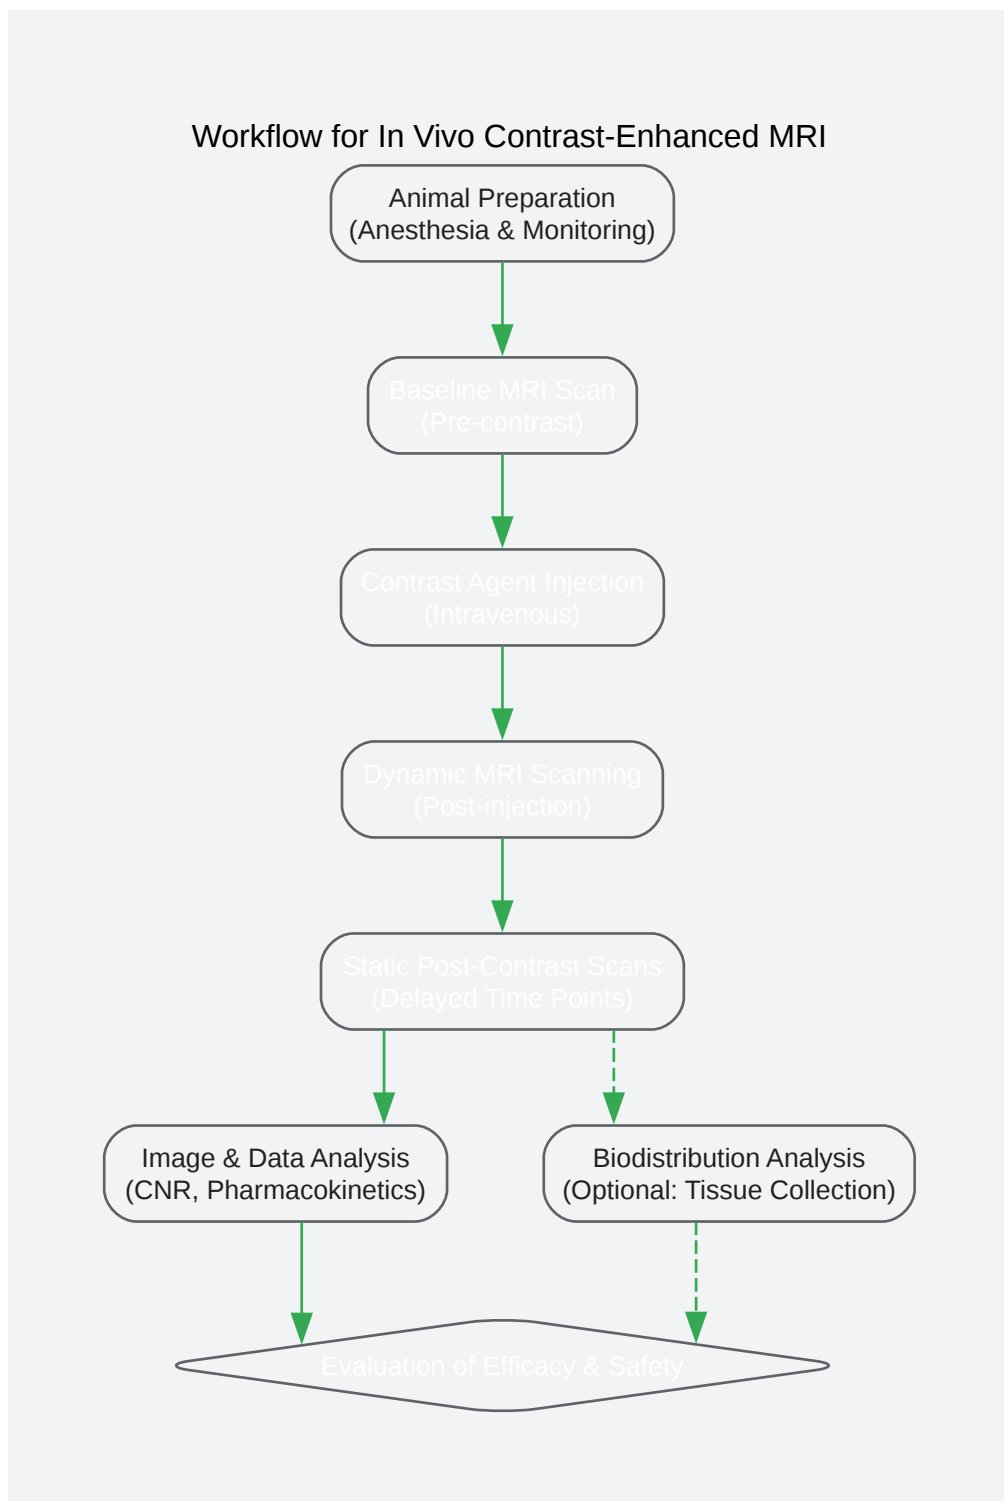 Workflow for In Vivo Contrast-Enhanced MRI
Animal Preparation
(Anesthesia & Monitoring)
Baseline MRI Scan
(Pre-contrast)
Contrast Agent Injection
(Intravenous)
Dynamic MRI Scanning
(Post-injection)
Static Post-Contrast Scans
(Delayed Time Points)
Image & Data Analysis
(CNR, Pharmacokinetics)
Biodistribution Analysis
(Optional: Tissue Collection)
Evaluation of Efficacy & Safety